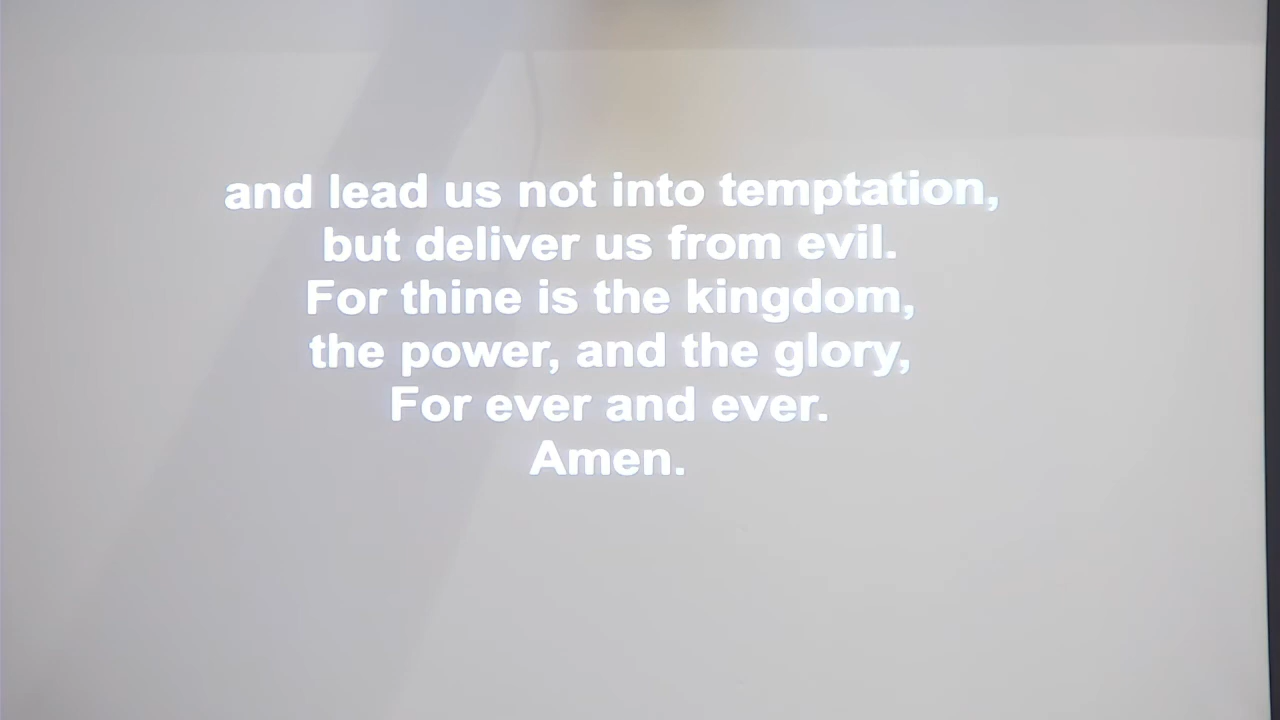 and lead us not into temptation,
but deliver us from evil.
For thine is the kingdom,
the power, and the glory,
For ever and ever.
Amen.